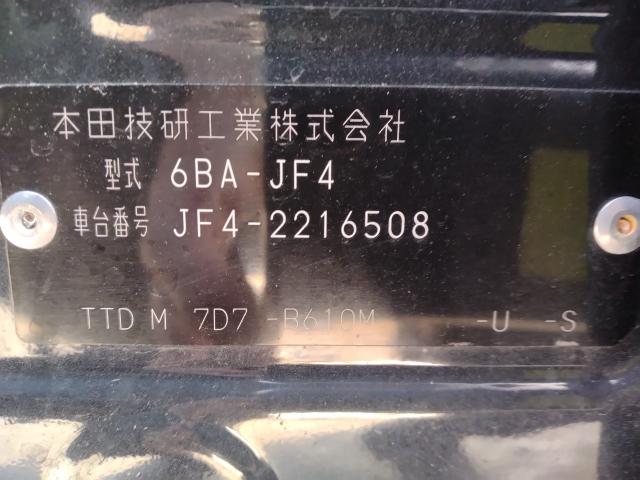 本田技研工業株式会社
型式 6BA-JF4
車台番号 JF4-2216508
TTD M 7D7 -B610M -U -S